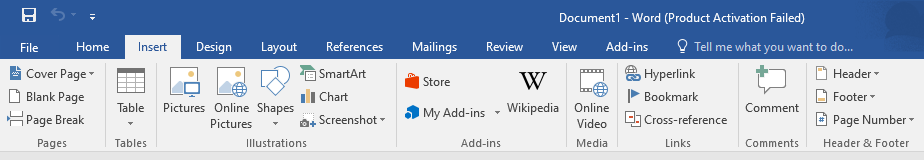 Document1 - Word (Product Activation Failed)
File Home Insert Design Layout References Mailings Review View Add-ins Tell me what you want to do...
Cover Page
Blank Page
Page Break
Pages
Table
Tables
Pictures
Online
Pictures
Shapes
SmartArt
Chart
Screenshot
Illustrations
Store
My Add-ins
W
Wikipedia
Add-ins
Online
Video
Media
Hyperlink
Bookmark
Cross-reference
Links
Comment
Comments
Header
Footer
# Page Number
Header & Footer